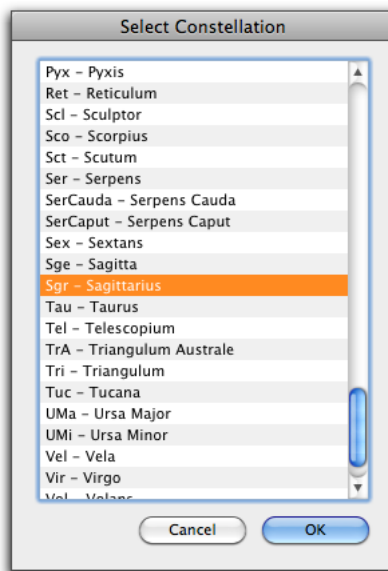 Select Constellation
Pyx – Pyxis
Ret – Reticulum
Scl – Sculptor
Sco – Scorpius
Sct – Scutum
Ser – Serpens
SerCauda – Serpens Cauda
SerCaput – Serpens Caput
Sex – Sextans
Sge – Sagitta
Sgr – Sagittarius
Tau – Taurus
Tel – Telescopium
TrA – Triangulum Australe
Tri – Triangulum
Tuc – Tucana
UMa – Ursa Major
UMi – Ursa Minor
Vel – Vela
Vir – Virgo
Vol – Volans
Cancel OK